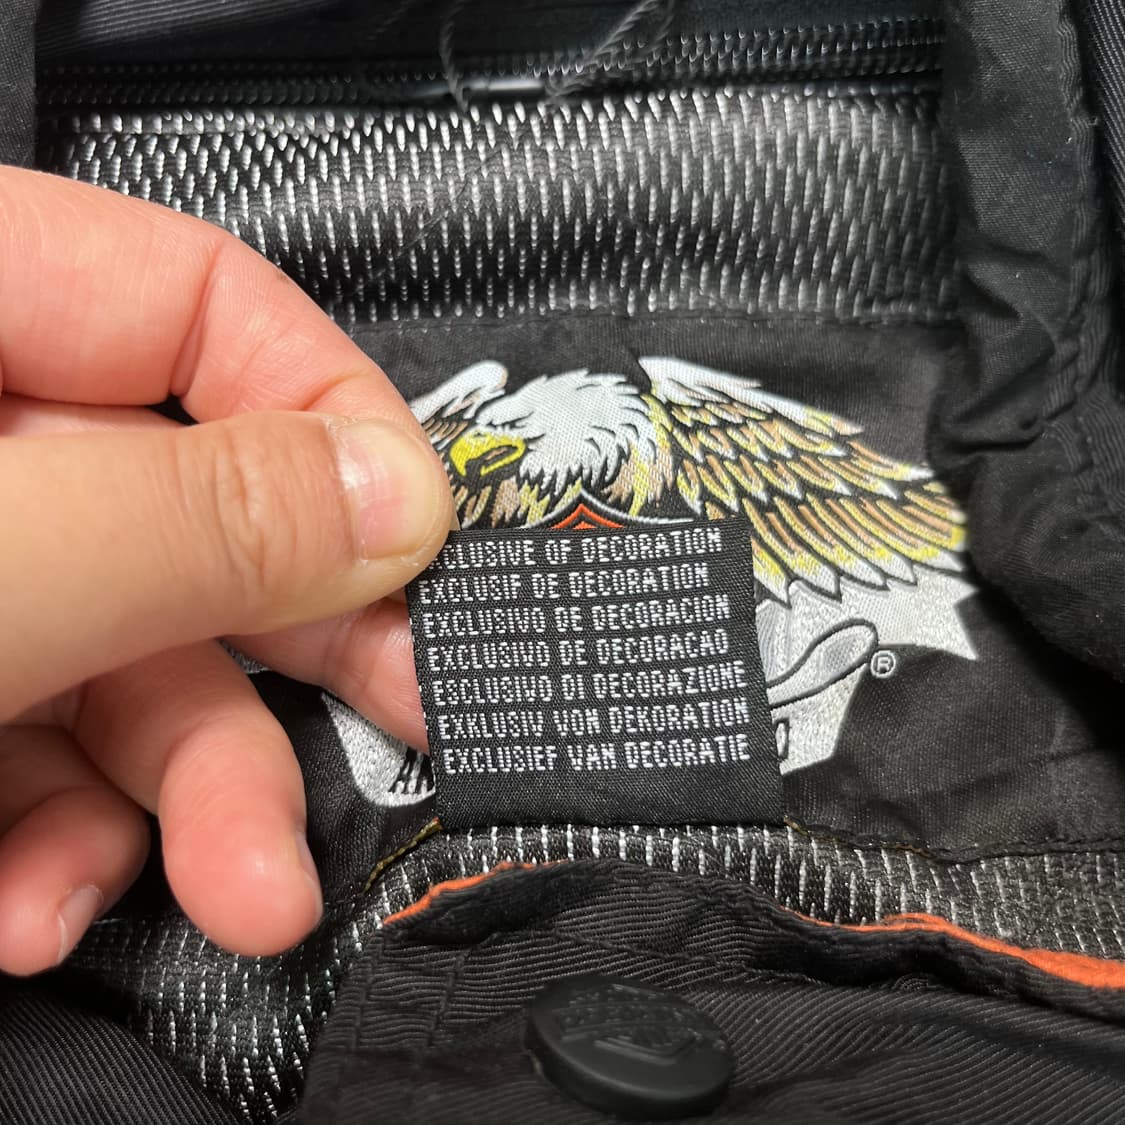 CLUSIVE OF DECORATION
EXCLUSIF DE DECORATION
EXCLUSIVO DE DECORACION
EXCLUSIVO DE DECORACAO
ESCLUSIVO DI DECORAZIONE
EXKLUSIV VON DEKORATION
EXCLUSIEF VAN DECORATIE
®